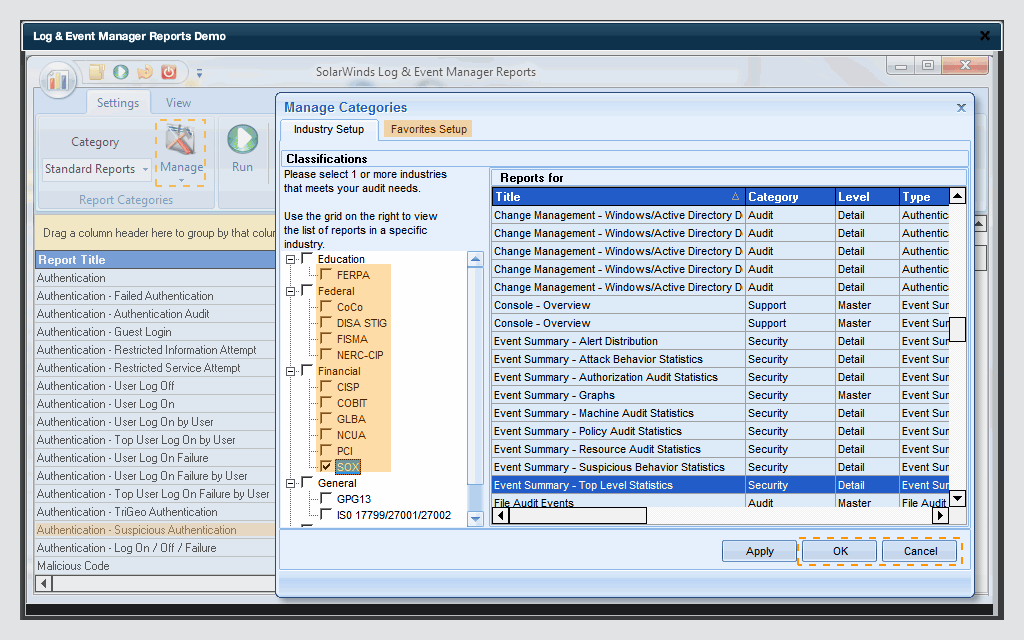 Log & Event Manager Reports Demo
SolarWinds Log & Event Manager Reports
Settings
View
Category
Standard Reports
Manage
Run
Report Categories
Drag a column header here to group by that colu
Report Title
Authentication
Authentication - Failed Authentication
Authentication - Authentication Audit
Authentication - Guest Login
Authentication - Restricted Information Attempt
Authentication - Restricted Service Attempt
Authentication - User Log Off
Authentication - User Log On
Authentication - User Log On by User
Authentication - Top User Log On by User
Authentication - User Log On Failure
Authentication - User Log On Failure by User
Authentication - Top User Log On Failure by User
Authentication - TriGeo Authentication
Authentication - Suspicious Authentication
Authentication - Log On / Off / Failure
Malicious Code
Manage Categories
Industry Setup
Favorites Setup
Classifications
Please select 1 or more industries
that meets your audit needs.
Use the grid on the right to view
the list of reports in a specific
industry.
Education
FERPA
Federal
CoCo
DISA STIG
FISMA
NERC-CIP
Financial
CISP
COBIT
GLBA
NCUA
PCI
SOX
General
GPG13
IS0 17799/27001/27002
Reports for
Title Category Level Type
Change Management - Windows/Active Directory D Audit Detail Authentic
Change Management - Windows/Active Directory D Audit Detail Authentic
Change Management - Windows/Active Directory D Audit Detail Authentic
Change Management - Windows/Active Directory D Audit Detail Authentic
Change Management - Windows/Active Directory D Audit Detail Authentic
Console - Overview Support Master Event Sur
Console - Overview Support Master Event Sur
Event Summary - Alert Distribution Security Detail Event Sur
Event Summary - Attack Behavior Statistics Security Detail Event Sur
Event Summary - Authorization Audit Statistics Security Detail Event Sur
Event Summary - Graphs Security Master Event Sur
Event Summary - Machine Audit Statistics Security Detail Event Sur
Event Summary - Policy Audit Statistics Security Detail Event Sur
Event Summary - Resource Audit Statistics Security Detail Event Sur
Event Summary - Suspicious Behavior Statistics Security Detail Event Sur
Event Summary - Top Level Statistics Security Detail Event Sur
File Audit Events Audit Master File Audit
Apply
OK
Cancel